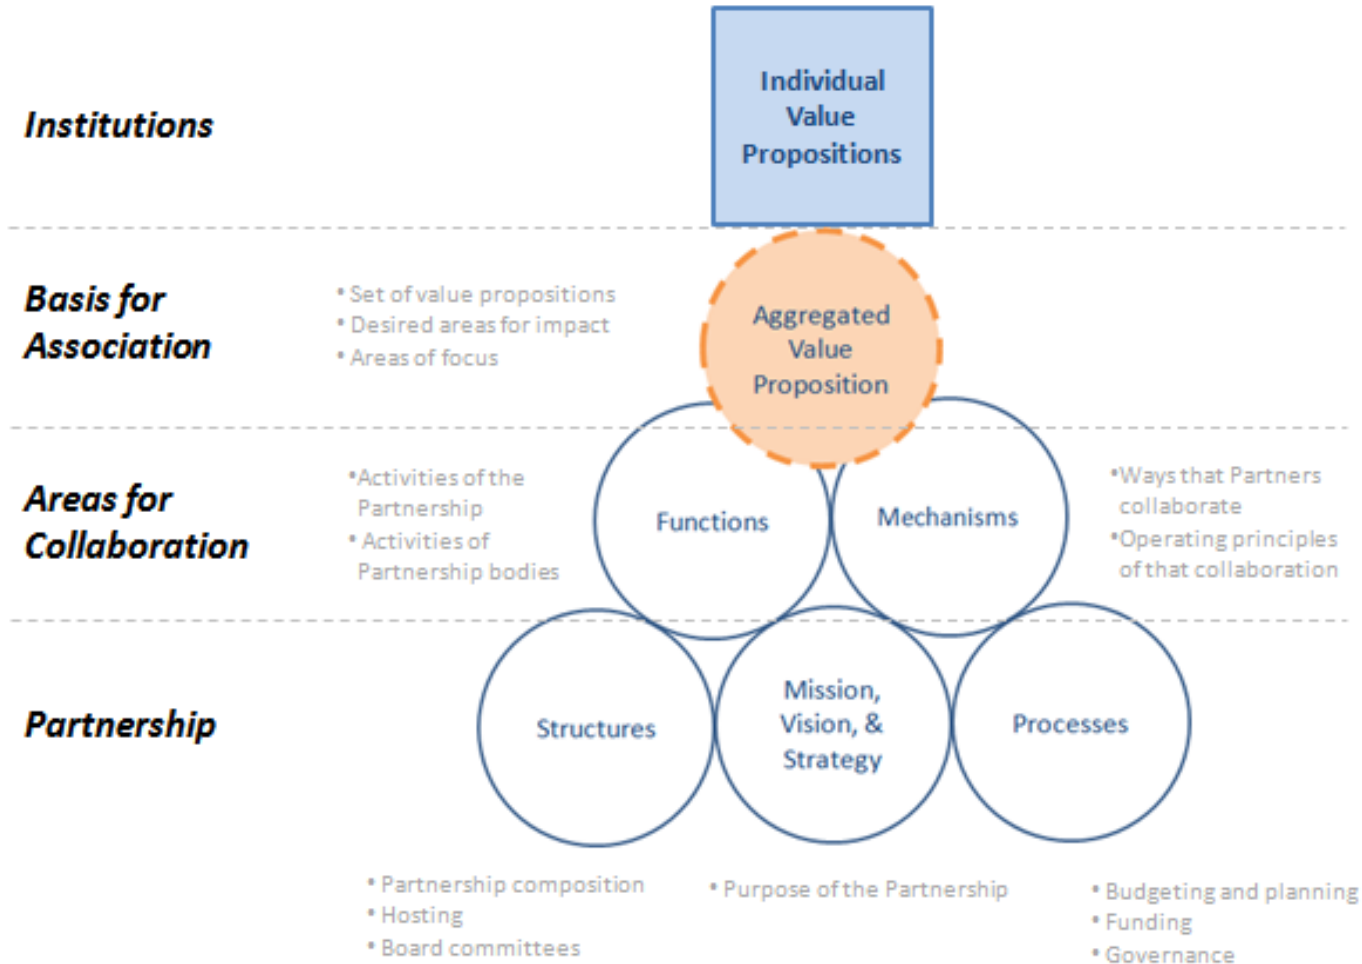 Individual
Value
Propositions
Institutions
Basis for
Association
• Set of value propositions
• Desired areas for impact
• Areas of focus
Aggregated
Value
Proposition
Areas for
Collaboration
•Activities of the
Partnership
• Activities of
Partnership bodies
Functions
Mechanisms
•Ways that Partners
collaborate
•Operating principles
of that collaboration
Partnership
Structures
Mission,
Vision, &
Strategy
Processes
• Partnership composition
• Hosting
• Board committees
• Purpose of the Partnership
• Budgeting and planning
• Funding
• Governance